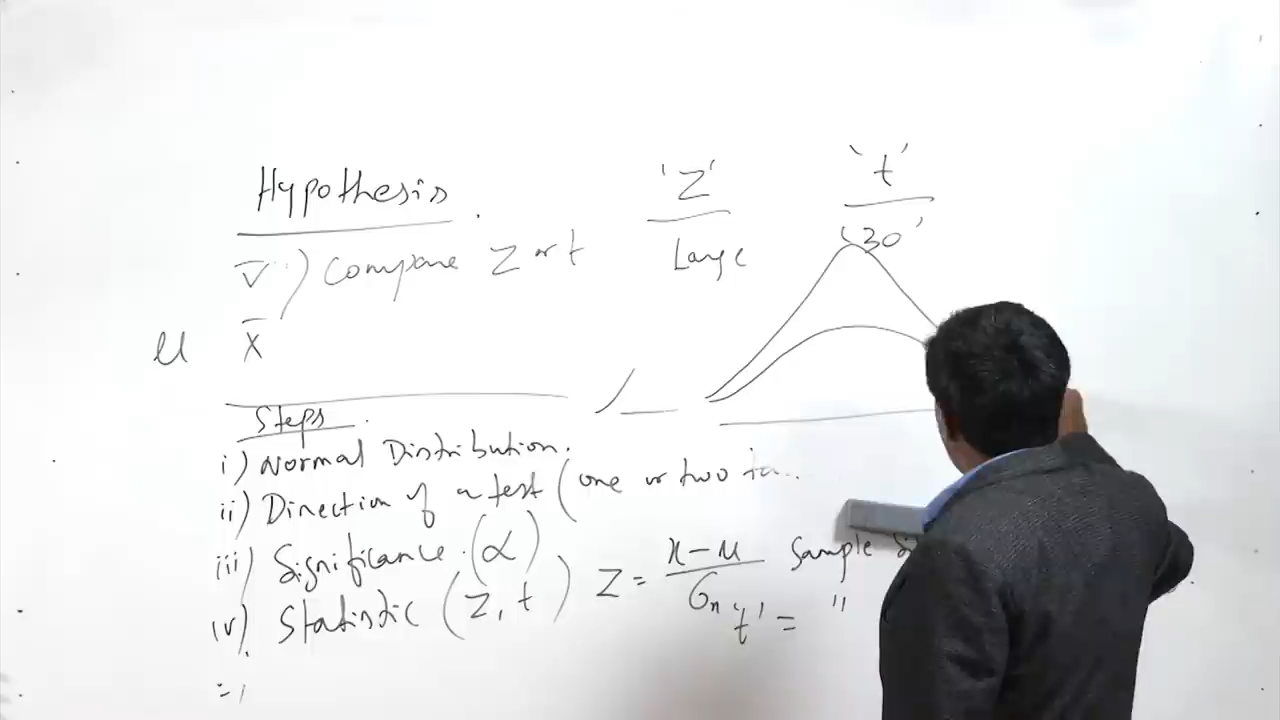 Hypothesis.
'Z' 't'
v) Compare Z or t
Large '30'
μ x̄
Steps.
i) Normal Distribution.
ii) Direction of a test (one or two ta..
iii) Significance.(α)
iv) Statistic (Z, t) Z = x-μ/σn Sample
't' = "